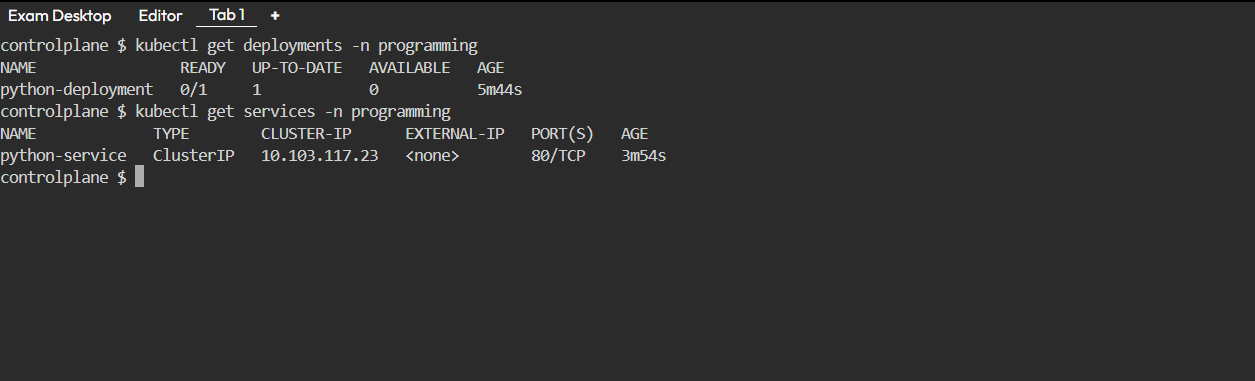 Exam Desktop Editor Tab 1 +
controlplane $ kubectl get deployments -n programming
NAME READY UP-TO-DATE AVAILABLE AGE
python-deployment 0/1 1 0 5m44s
controlplane $ kubectl get services -n programming
NAME TYPE CLUSTER-IP EXTERNAL-IP PORT(S) AGE
python-service ClusterIP 10.103.117.23 <none> 80/TCP 3m54s
controlplane $